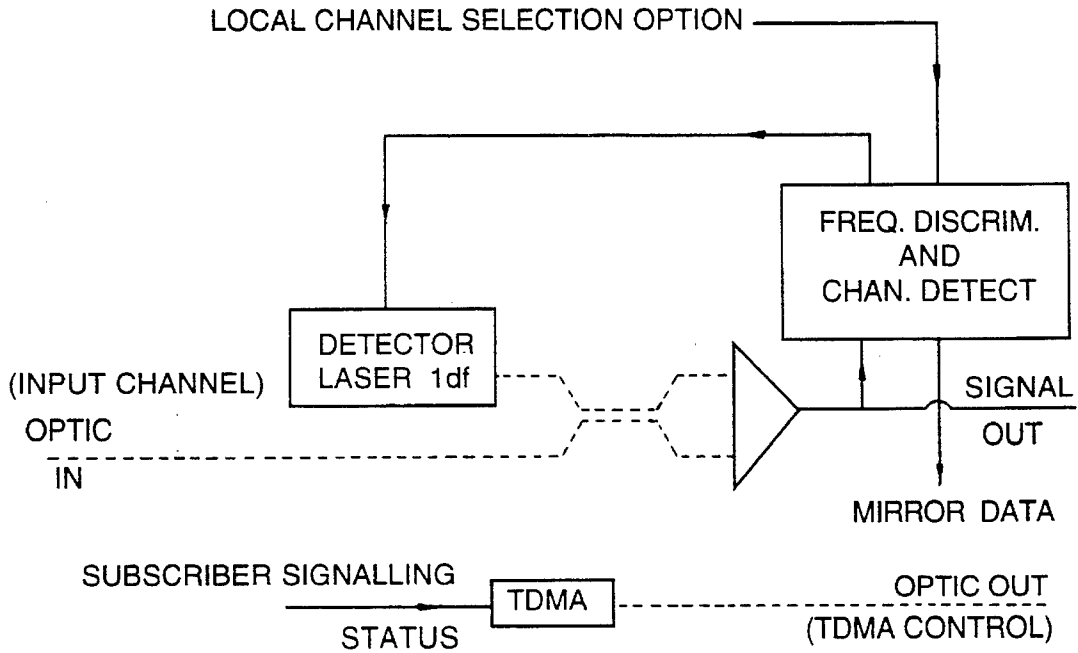 LOCAL CHANNEL SELECTION OPTION
FREQ. DISCRIM.
AND
CHAN. DETECT
DETECTOR
LASER 1df
(INPUT CHANNEL)
OPTIC
IN
SIGNAL
OUT
MIRROR DATA
SUBSCRIBER SIGNALLING
STATUS
TDMA
OPTIC OUT
(TDMA CONTROL)